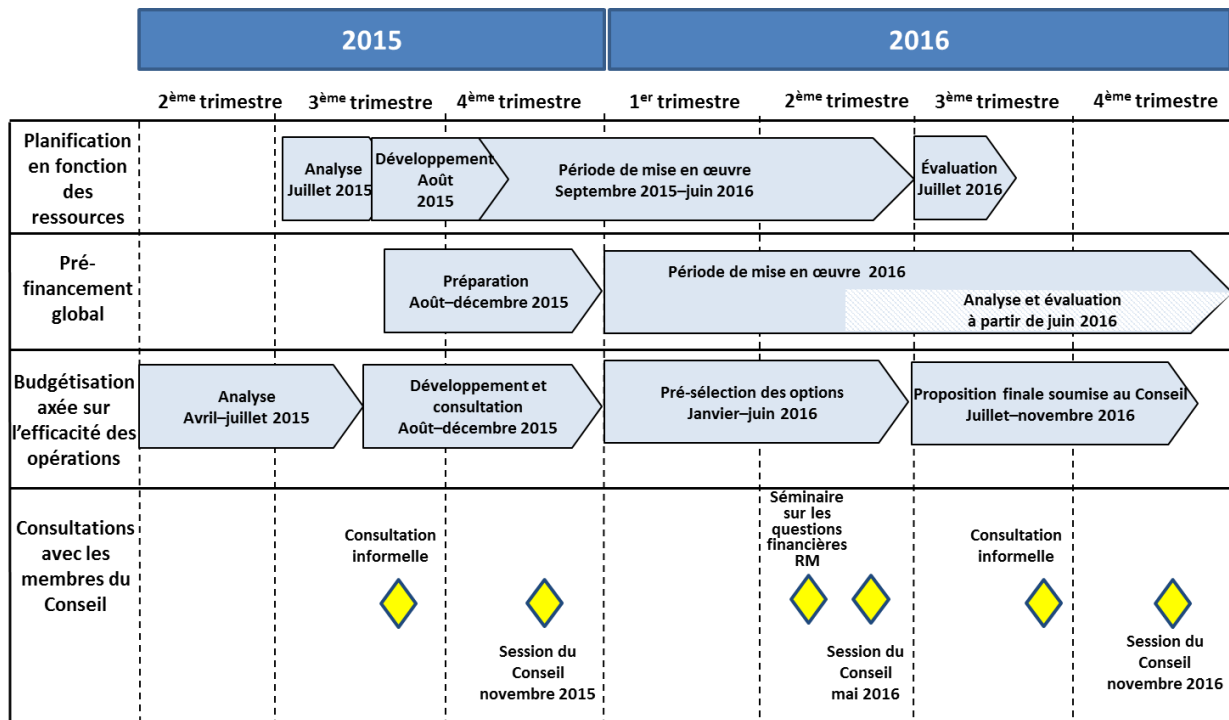 2015
2016
2ème trimestre
3ème trimestre
4ème trimestre
1er trimestre
2ème trimestre
3ème trimestre
4ème trimestre
Planification
en fonction
des
ressources
Analyse
Juillet 2015
Développement
Août
2015
Période de mise en œuvre
Septembre 2015–juin 2016
Évaluation
Juillet 2016
Pré-
financement
global
Préparation
Août–décembre 2015
Période de mise en œuvre 2016
Analyse et évaluation
à partir de juin 2016
Budgétisation
axée sur
l'efficacité des
opérations
Analyse
Avril–juillet 2015
Développement et
consultation
Août–décembre 2015
Pré-sélection des options
Janvier–juin 2016
Proposition finale soumise au Conseil
Juillet–novembre 2016
Consultations
avec les
membres du
Conseil
Consultation
informelle
Session du
Conseil
novembre 2015
Séminaire
sur les
questions
financières
RM
Session du
Conseil
mai 2016
Consultation
informelle
Session du
Conseil
novembre 2016